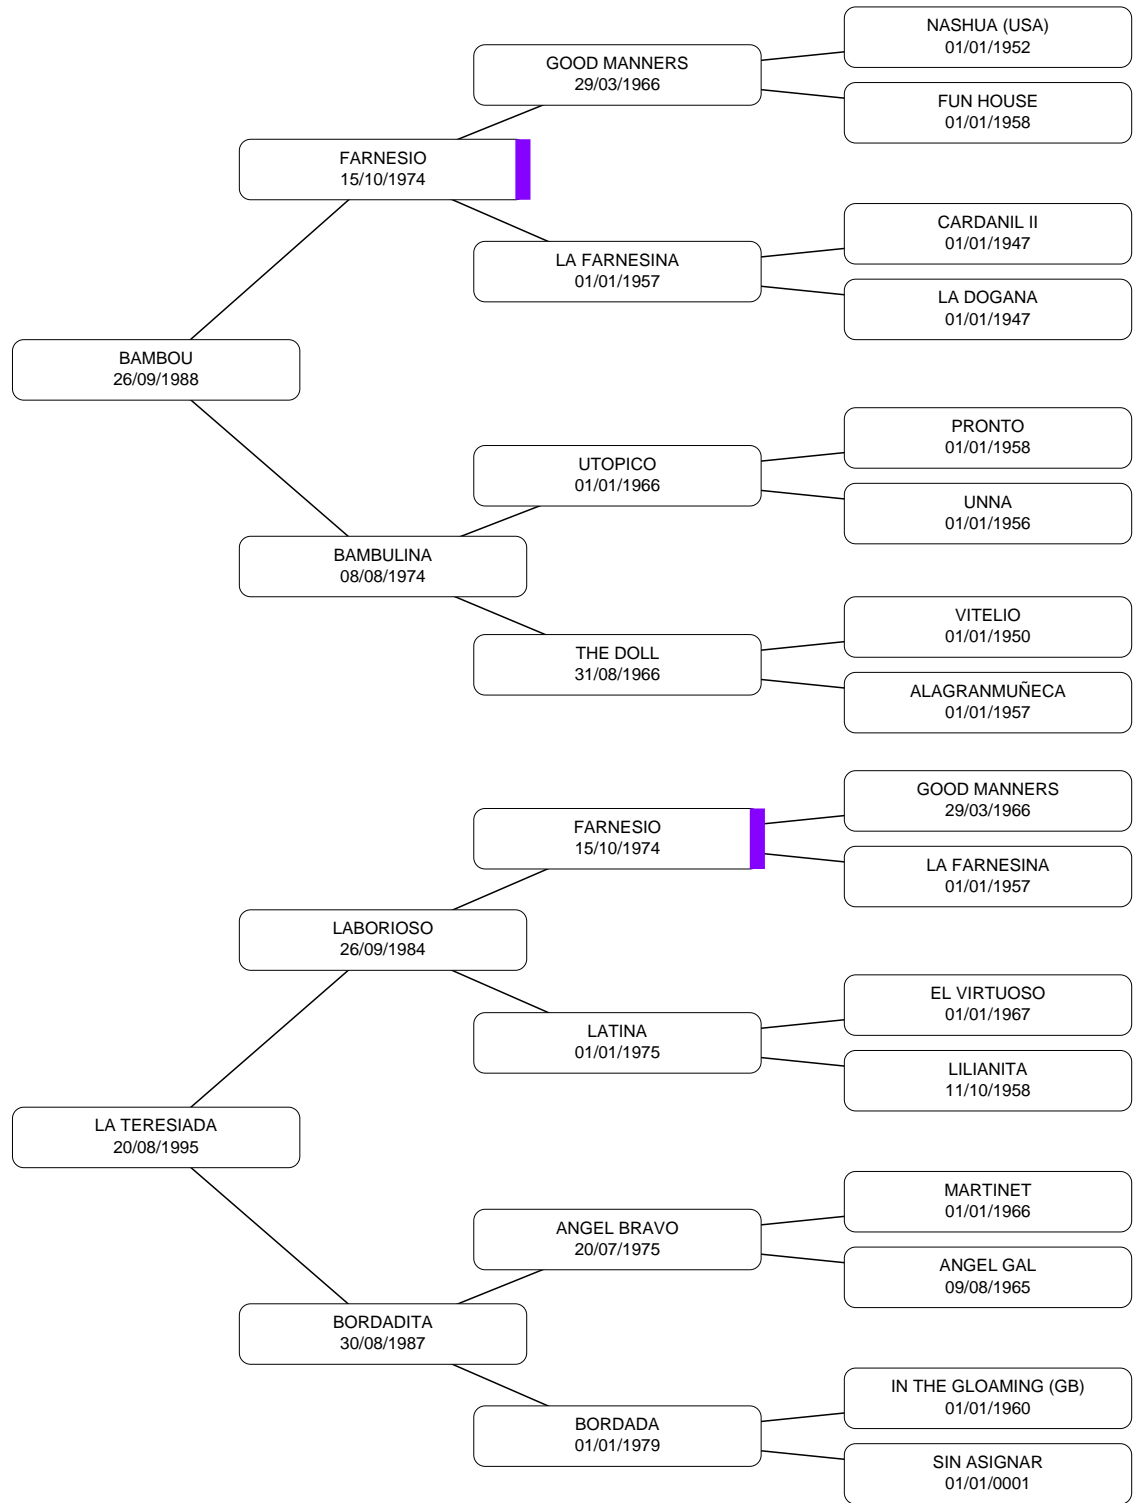 NASHUA (USA)
01/01/1952
GOOD MANNERS
29/03/1966
FUN HOUSE
01/01/1958
FARNESIO
15/10/1974
CARDANIL II
01/01/1947
LA FARNESINA
01/01/1957
LA DOGANA
01/01/1947
BAMBOU
26/09/1988
PRONTO
01/01/1958
UTOPICO
01/01/1966
UNNA
01/01/1956
BAMBULINA
08/08/1974
VITELIO
01/01/1950
THE DOLL
31/08/1966
ALAGRANMUÑECA
01/01/1957
GOOD MANNERS
29/03/1966
FARNESIO
15/10/1974
LA FARNESINA
01/01/1957
LABORIOSO
26/09/1984
EL VIRTUOSO
01/01/1967
LATINA
01/01/1975
LILIANITA
11/10/1958
LA TERESIADA
20/08/1995
MARTINET
01/01/1966
ANGEL BRAVO
20/07/1975
ANGEL GAL
09/08/1965
BORDADITA
30/08/1987
IN THE GLOAMING (GB)
01/01/1960
BORDADA
01/01/1979
SIN ASIGNAR
01/01/0001